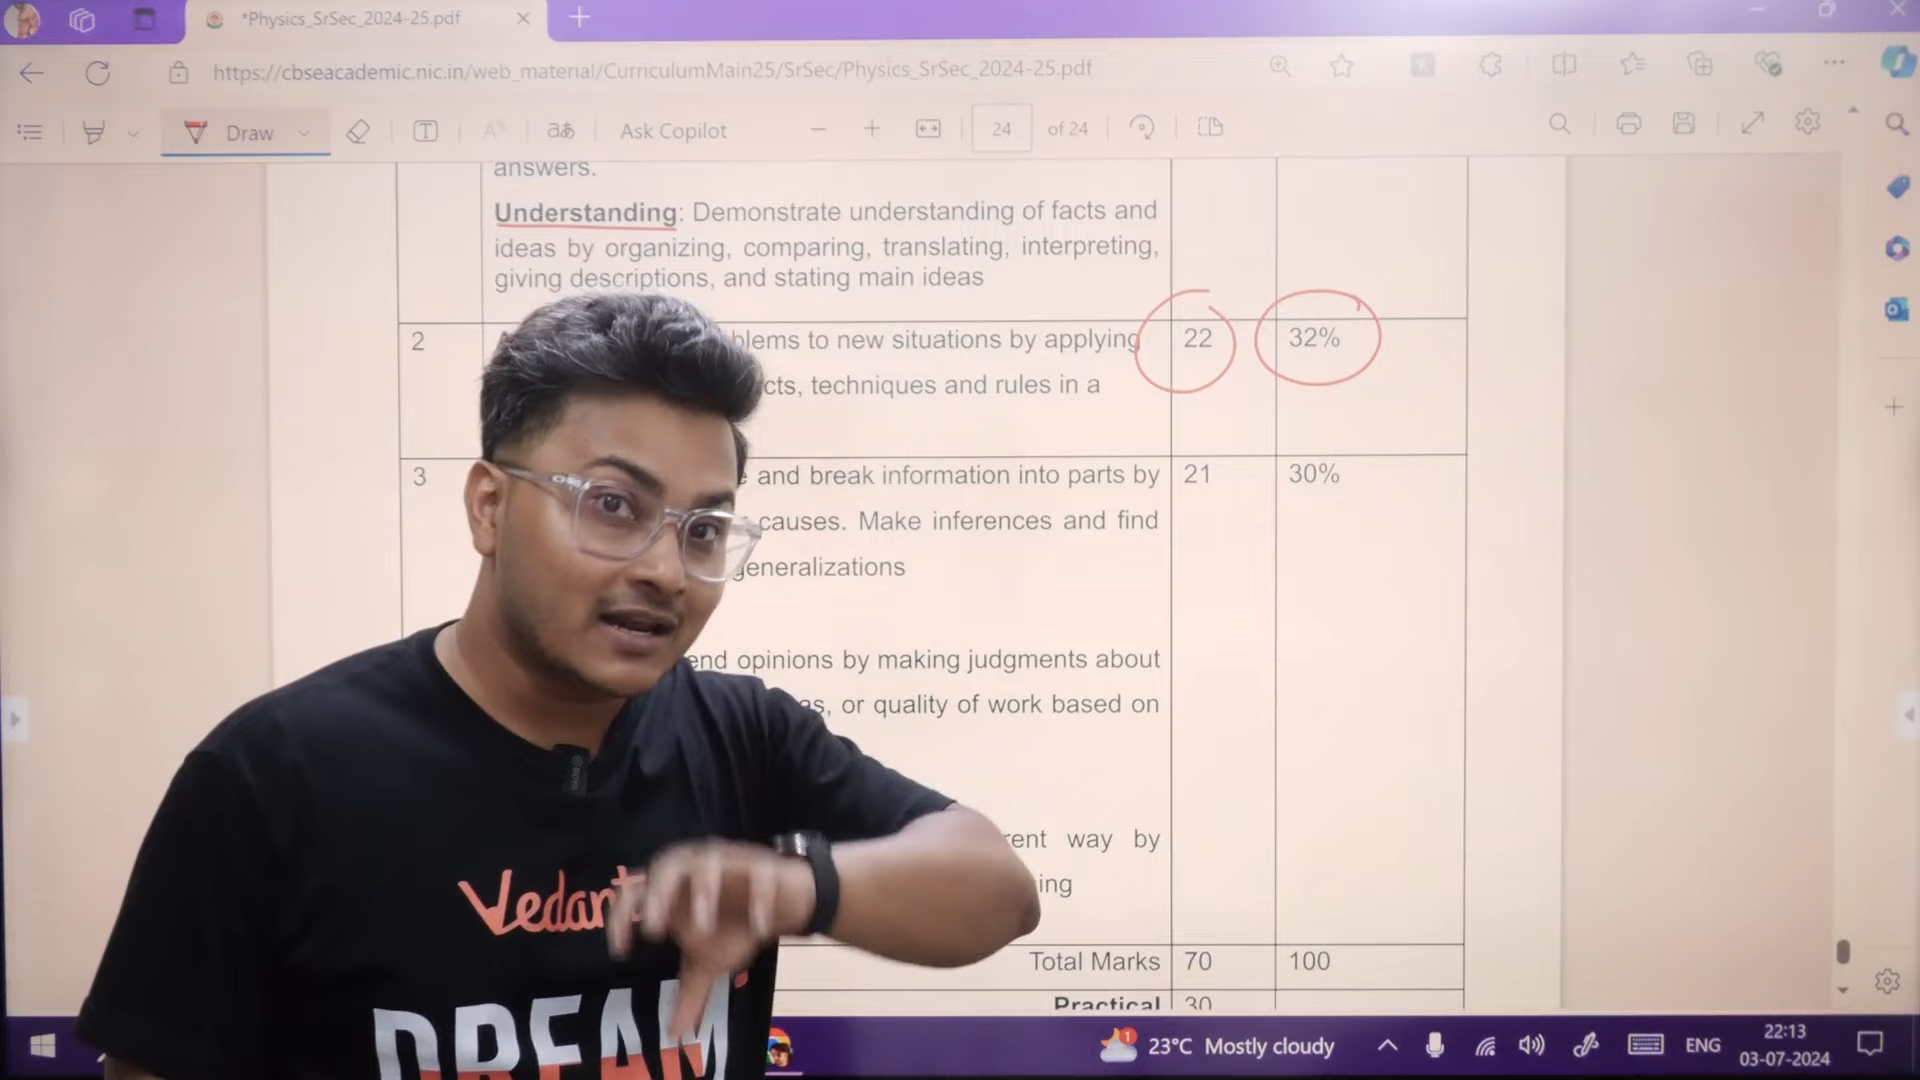 *Physics_SrSec_2024-25.pdf
https://cbseacademic.nic.in/web_material/CurriculumMain25/SrSec/Physics_SrSec_2024-25.pdf
Draw
aあ
Ask Copilot
24
of 24
answers.
Understanding: Demonstrate understanding of facts and
ideas by organizing, comparing, translating, interpreting,
giving descriptions, and stating main ideas
2
blems to new situations by applying
22
32%
cts, techniques and rules in a
3
and break information into parts by
21
30%
causes. Make inferences and find
generalizations
end opinions by making judgments about
as, or quality of work based on
rent way by
ing
Total Marks
70
100
Practical
30
Vedant
DREAM
1
23°C Mostly cloudy
ENG
22:13
03-07-2024